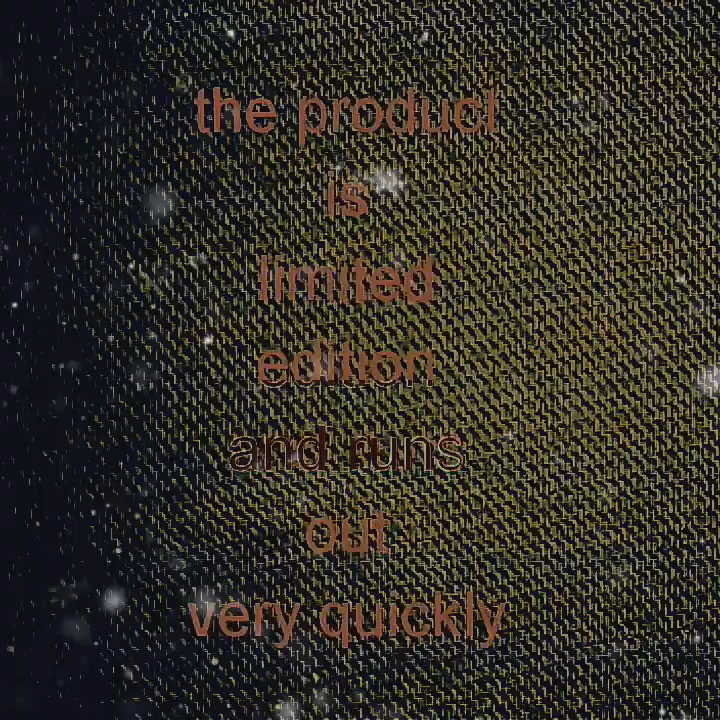 the product
is
limited
edition
and runs
out
very quickly